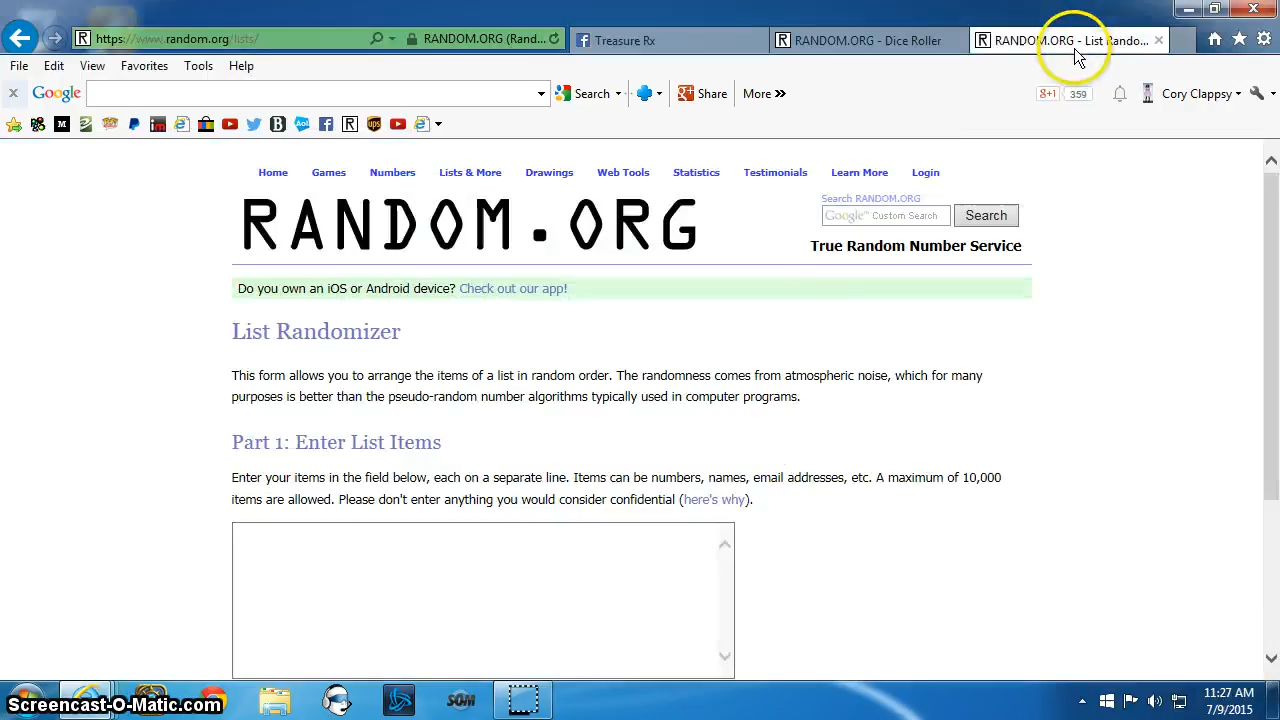 https://www.random.org/lists/
RANDOM.ORG (Rand...
Treasure Rx
RANDOM.ORG - Dice Roller
RANDOM.ORG - List Rando...
File Edit View Favorites Tools Help
Google
Search
Share
More »
g+1 359
Cory Clappsy
Home Games Numbers Lists & More Drawings Web Tools Statistics Testimonials Learn More Login
RANDOM.ORG
Search RANDOM.ORG
Google™ Custom Search
Search
True Random Number Service
Do you own an iOS or Android device? Check out our app!
List Randomizer
This form allows you to arrange the items of a list in random order. The randomness comes from atmospheric noise, which for many
purposes is better than the pseudo-random number algorithms typically used in computer programs.
Part 1: Enter List Items
Enter your items in the field below, each on a separate line. Items can be numbers, names, email addresses, etc. A maximum of 10,000
items are allowed. Please don't enter anything you would consider confidential (here's why).
SOM
11:27 AM
7/9/2015
Screencast-O-Matic.com